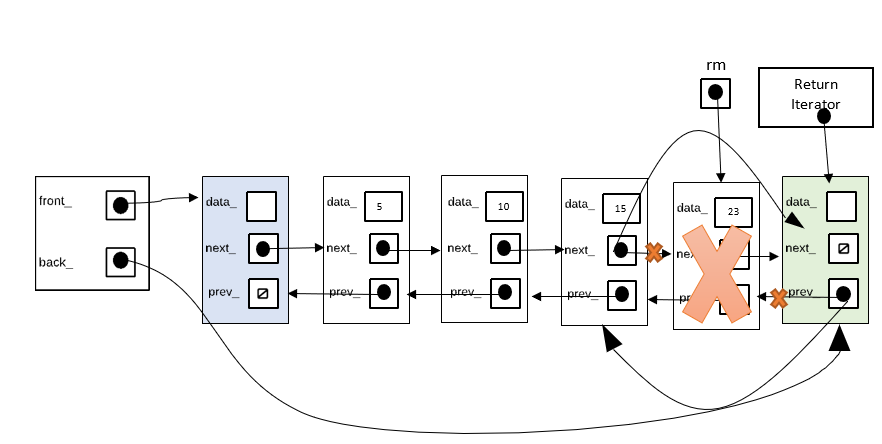 rm
Return
Iterator
front_
back_
data_
next_
prev_
data_
5
next_
prev_
data_
10
next_
prev_
data_
15
next_
prev_
data_
23
data_
next_
prev_